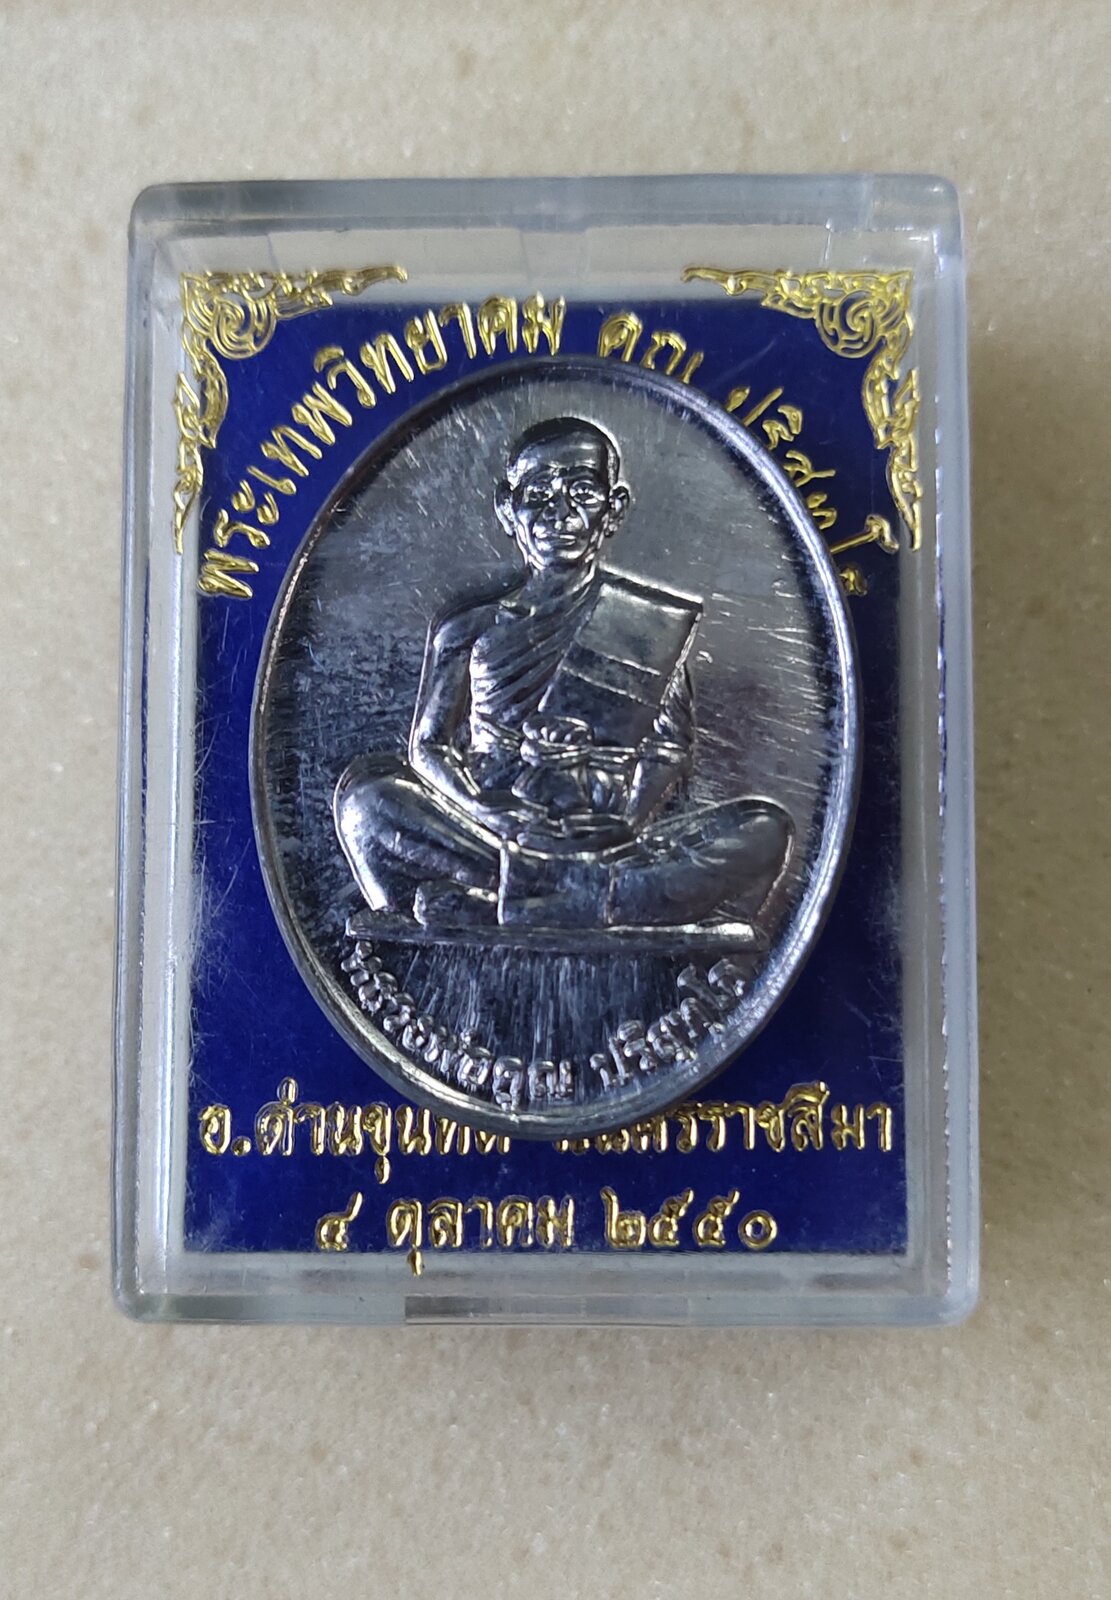 พระเทพวิทยาคม คูณ ปริสุทโธ
หลวงพ่อคูณ ปริสุทฺโธ
อ.ด่านขุนทด นครราชสีมา
๔ ตุลาคม ๒๕๕๐